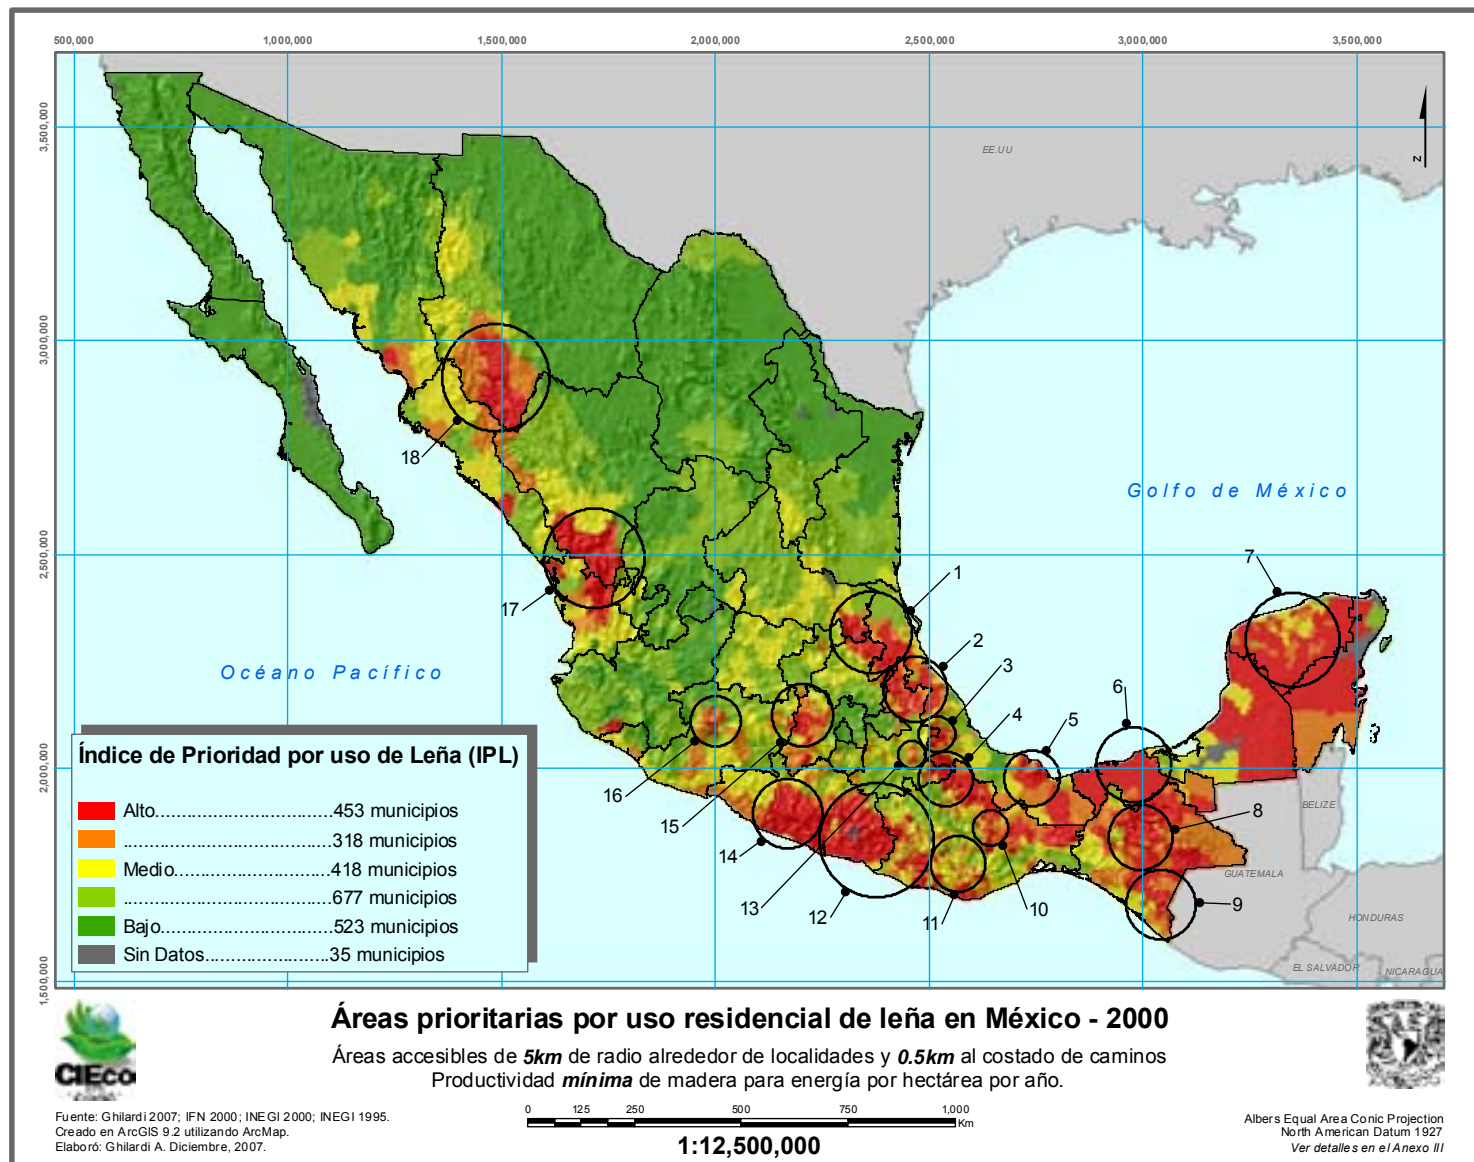 500,000
1,000,000
1,500,000
2,000,000
2,500,000
3,000,000
3,500,000
3,500,000
3,000,000
2,500,000
2,000,000
1,500,000
N
EE.UU
Golfo de México
Océano Pacífico
BELIZE
GUATEMALA
HONDURAS
EL SALVADOR
NICARAGUA
1
2
3
4
5
6
7
8
9
10
11
12
13
14
15
16
17
18
Índice de Prioridad por uso de Leña (IPL)
Alto..................................453 municipios
........................................318 municipios
Medio..............................418 municipios
........................................677 municipios
Bajo.................................523 municipios
Sin Datos........................35 municipios
Áreas prioritarias por uso residencial de leña en México - 2000
Áreas accesibles de 5km de radio alrededor de localidades y 0.5km al costado de caminos
Productividad mínima de madera para energía por hectárea por año.
CIEco
Fuente: Ghilardi 2007; IFN 2000; INEGI 2000; INEGI 1995.
Creado en ArcGIS 9.2 utilizando ArcMap.
Elaboró: Ghilardi A. Diciembre, 2007.
0 125 250 500 750 1,000
Km
1:12,500,000
Albers Equal Area Conic Projection
North American Datum 1927
Ver detalles en el Anexo III